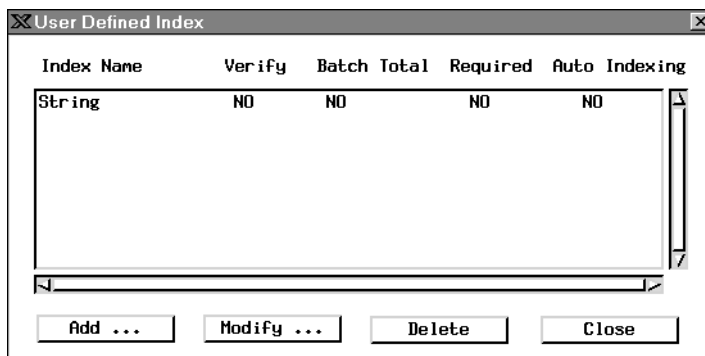 User Defined Index
Index Name Verify Batch Total Required Auto Indexing
String NO NO NO NO
Add ... Modify ... Delete Close